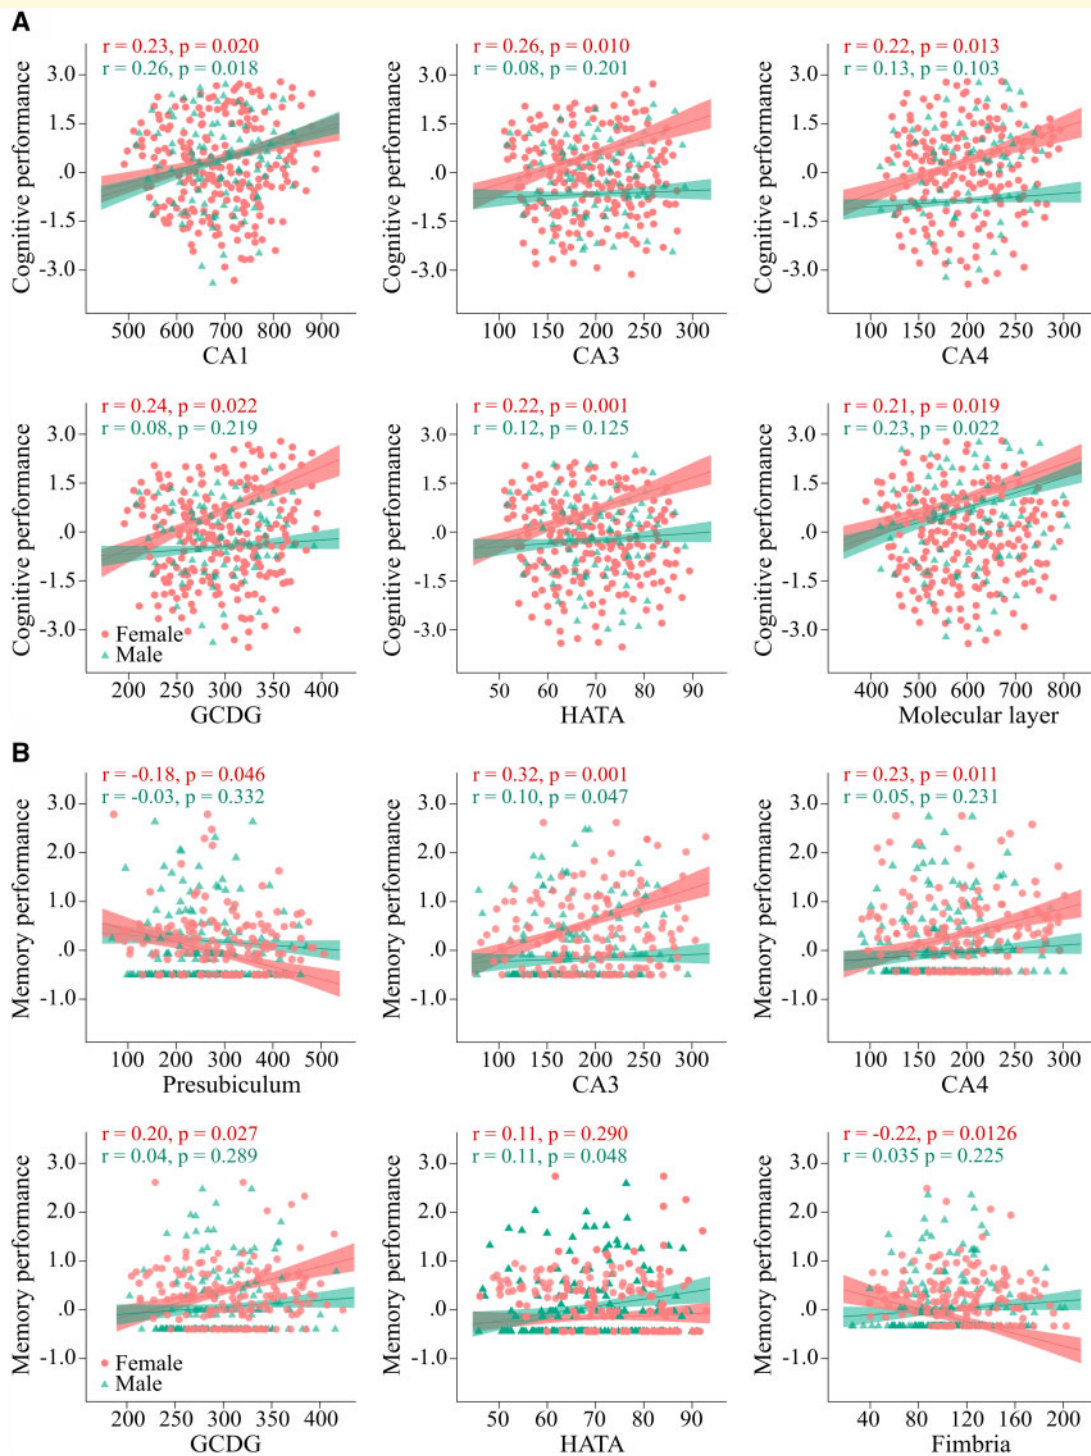 A
r = 0.23, p = 0.020
r = 0.26, p = 0.018
Cognitive performance
3.0
1.5
.0
-1.5
-3.0
500 600 700 800 900
CA1
r = 0.26, p = 0.010
r = 0.08, p = 0.201
Cognitive performance
3.0
1.5
.0
-1.5
-3.0
100 150 200 250 300
CA3
r = 0.22, p = 0.013
r = 0.13, p = 0.103
Cognitive performance
3.0
1.5
.0
-1.5
-3.0
100 150 200 250 300
CA4
r = 0.24, p = 0.022
r = 0.08, p = 0.219
Cognitive performance
3.0
1.5
.0
-1.5
-3.0
Female
Male
200 250 300 350 400
GCDG
r = 0.22, p = 0.001
r = 0.12, p = 0.125
Cognitive performance
3.0
1.5
.0
-1.5
-3.0
50 60 70 80 90
HATA
r = 0.21, p = 0.019
r = 0.23, p = 0.022
Cognitive performance
3.0
1.5
.0
-1.5
-3.0
400 500 600 700 800
Molecular layer
B
r = -0.18, p = 0.046
r = -0.03, p = 0.332
Memory performance
3.0
2.0
1.0
.0
-1.0
100 200 300 400 500
Presubiculum
r = 0.32, p = 0.001
r = 0.10, p = 0.047
Memory performance
3.0
2.0
1.0
.0
-1.0
100 150 200 250 300
CA3
r = 0.23, p = 0.011
r = 0.05, p = 0.231
Memory performance
3.0
2.0
1.0
.0
-1.0
100 150 200 250 300
CA4
r = 0.20, p = 0.027
r = 0.04, p = 0.289
Memory performance
3.0
2.0
1.0
.0
-1.0
Female
Male
200 250 300 350 400
GCDG
r = 0.11, p = 0.290
r = 0.11, p = 0.048
Memory performance
3.0
2.0
1.0
.0
-1.0
50 60 70 80 90
HATA
r = -0.22, p = 0.0126
r = 0.035 p = 0.225
Memory performance
3.0
2.0
1.0
.0
-1.0
40 80 120 160 200
Fimbria